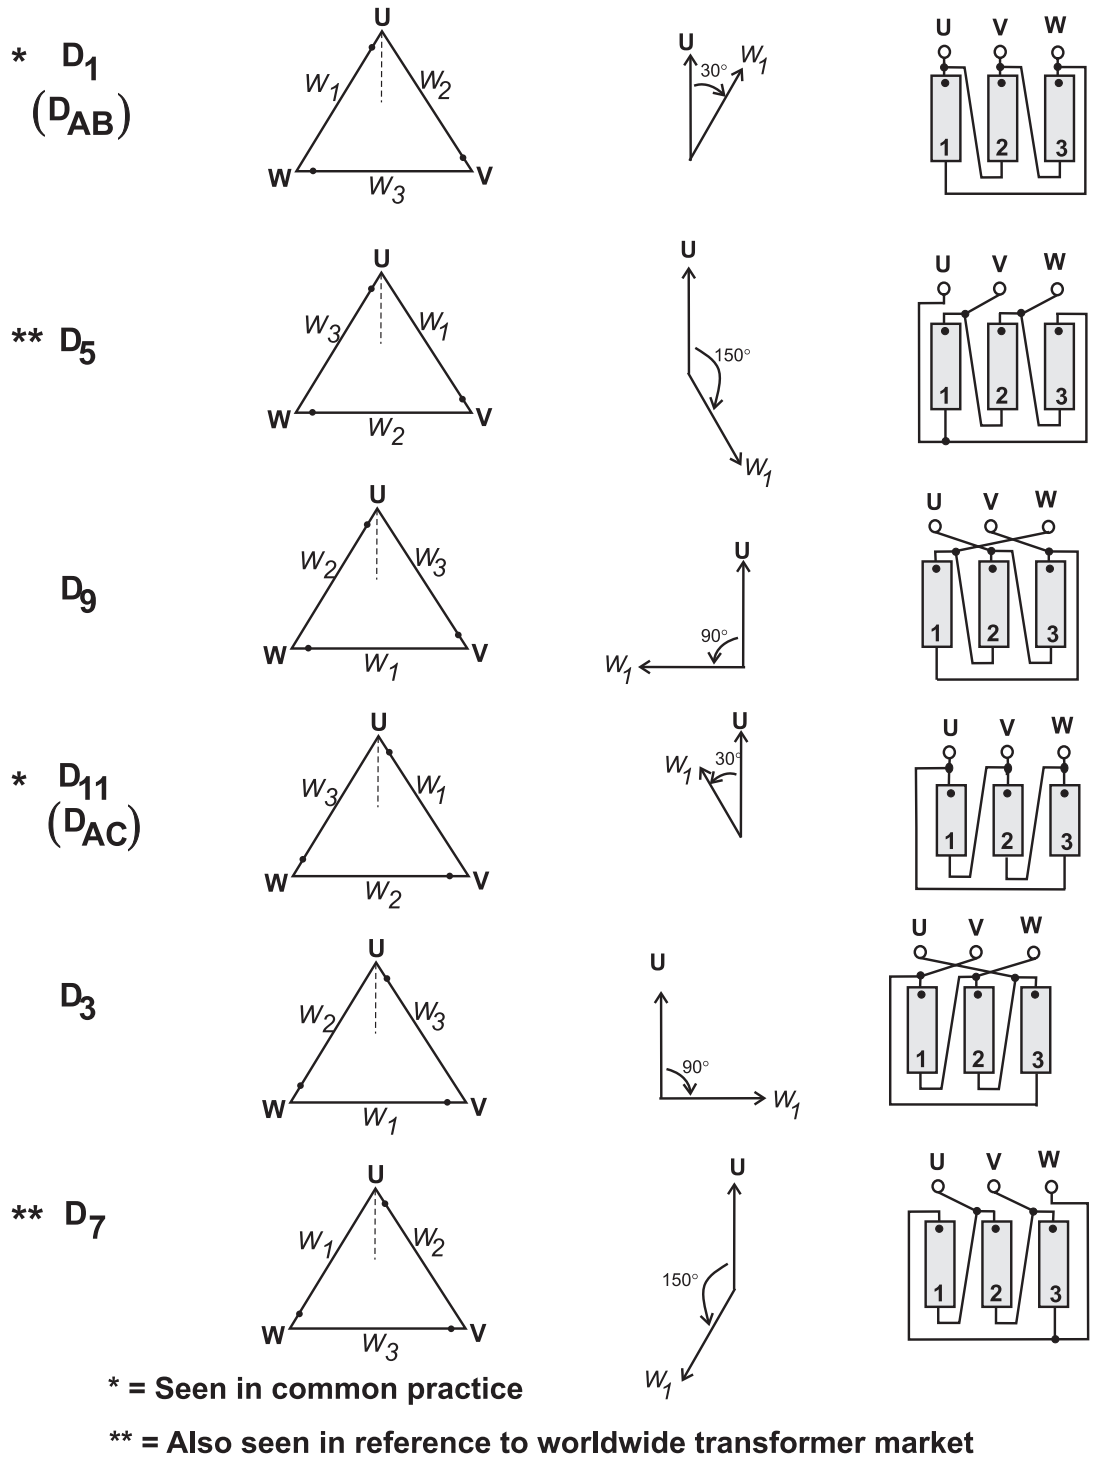 U U U V W
* D1 W1 W2 30° W1
(DAB) 1 2 3
W W3 V
U U U V W
** D5 W3 W1 150° 1 2 3
W W2 V W1
U U U V W
D9 W2 W3 90° 1 2 3
W W1 V W1
U U U V W
* D11 W3 W1 W1 30° 1 2 3
(DAC)
W W2 V
U U U V W
D3 W2 W3 90° 1 2 3
W W1 V W1
U U U V W
** D7 W1 W2 150° 1 2 3
W W3 V W1
* = Seen in common practice
** = Also seen in reference to worldwide transformer market